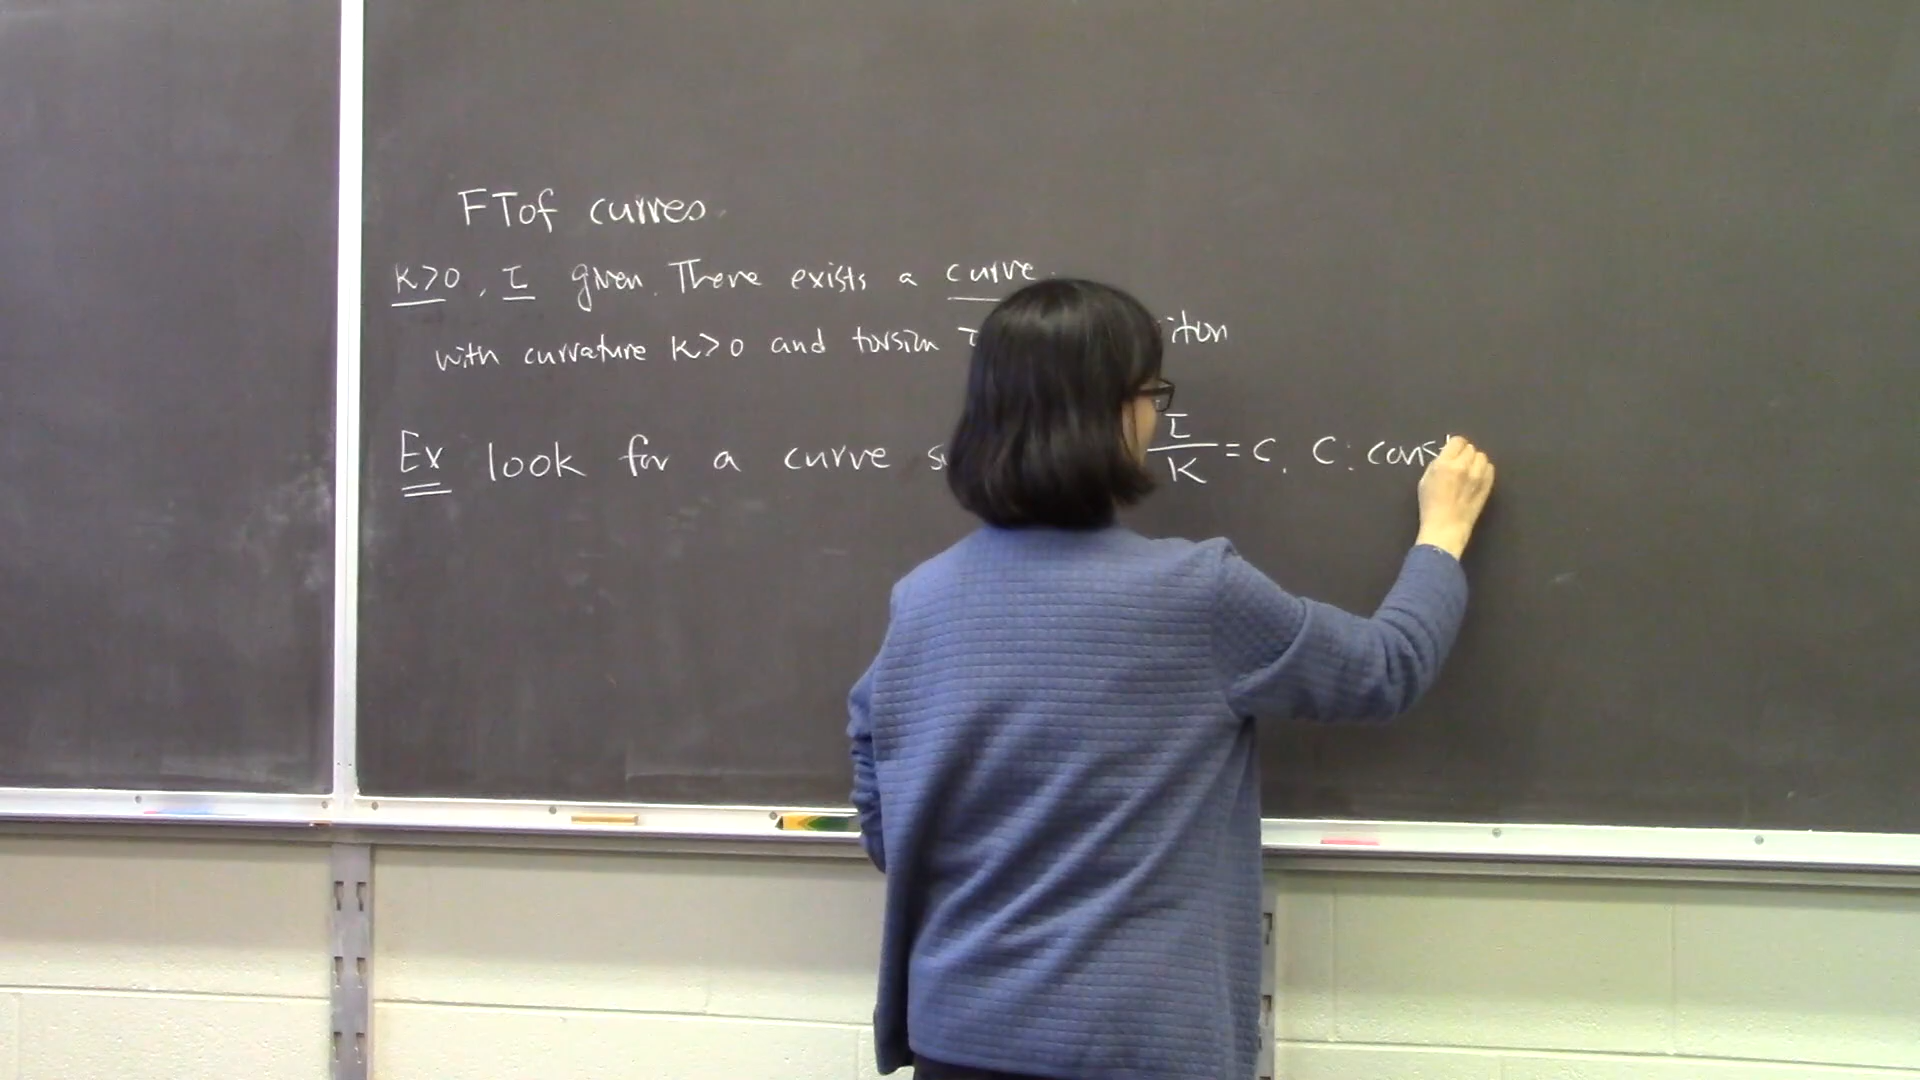 FT of curves.
K>0, τ given. There exists a curve
with curvature K>0 and torsion τ
Ex look for a curve τ/K = C. C: const